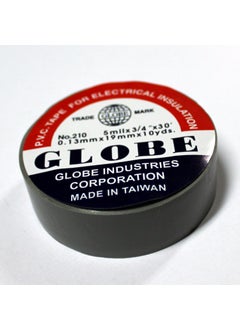 P.V.C. TAPE FOR ELECTRICAL INSULATION
TRADE MARK
No.210 5milx3/4"x30'
0.13mmx19mmx10yds.
GLOBE
GLOBE INDUSTRIES
CORPORATION
MADE IN TAIWAN